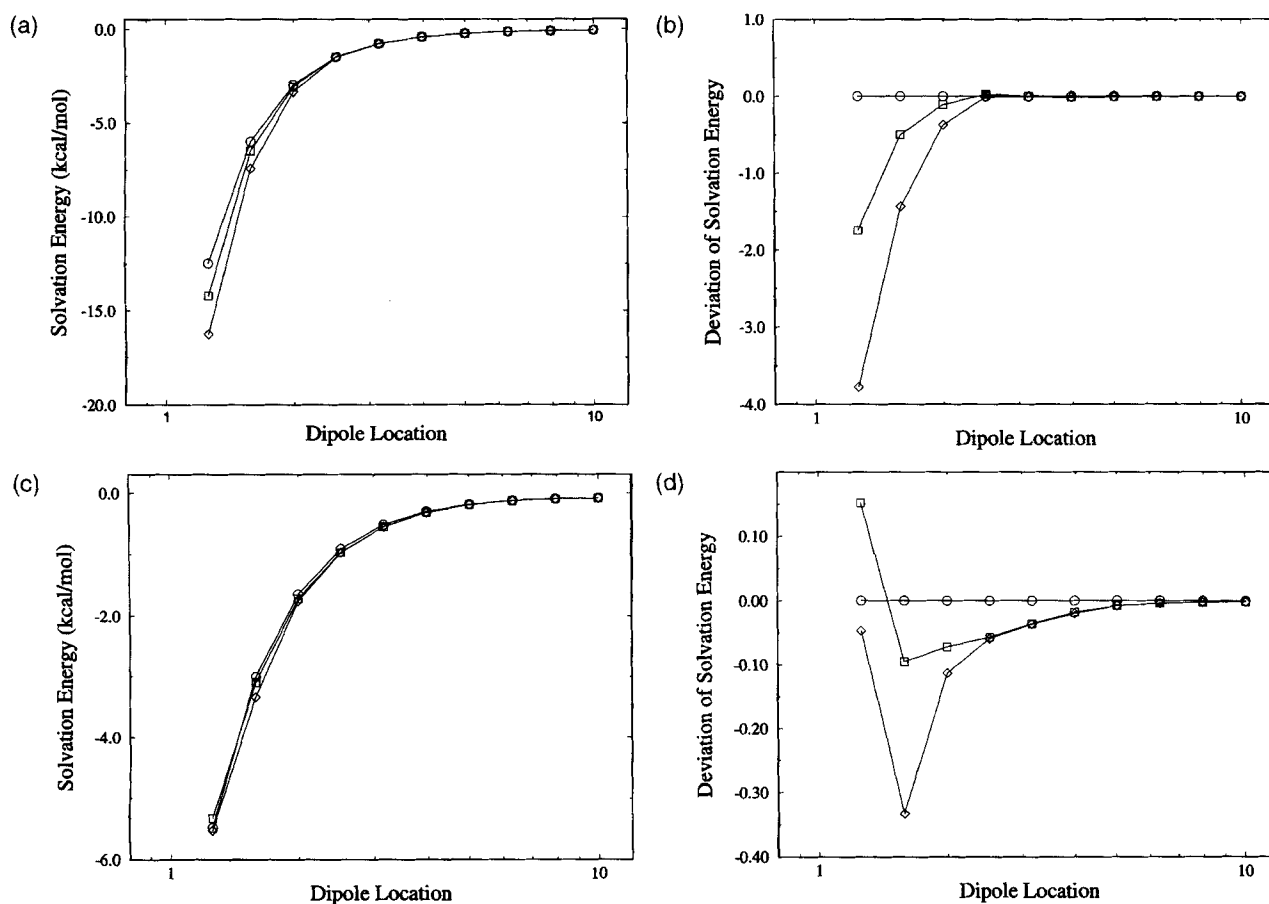 (a)
0.0
-5.0
-10.0
-15.0
-20.0
Solvation Energy (kcal/mol)
1
10
Dipole Location
(b)
1.0
0.0
-1.0
-2.0
-3.0
-4.0
Deviation of Solvation Energy
1
10
Dipole Location
(c)
0.0
-2.0
-4.0
-6.0
Solvation Energy (kcal/mol)
1
10
Dipole Location
(d)
0.10
0.00
-0.10
-0.20
-0.30
-0.40
Deviation of Solvation Energy
1
10
Dipole Location